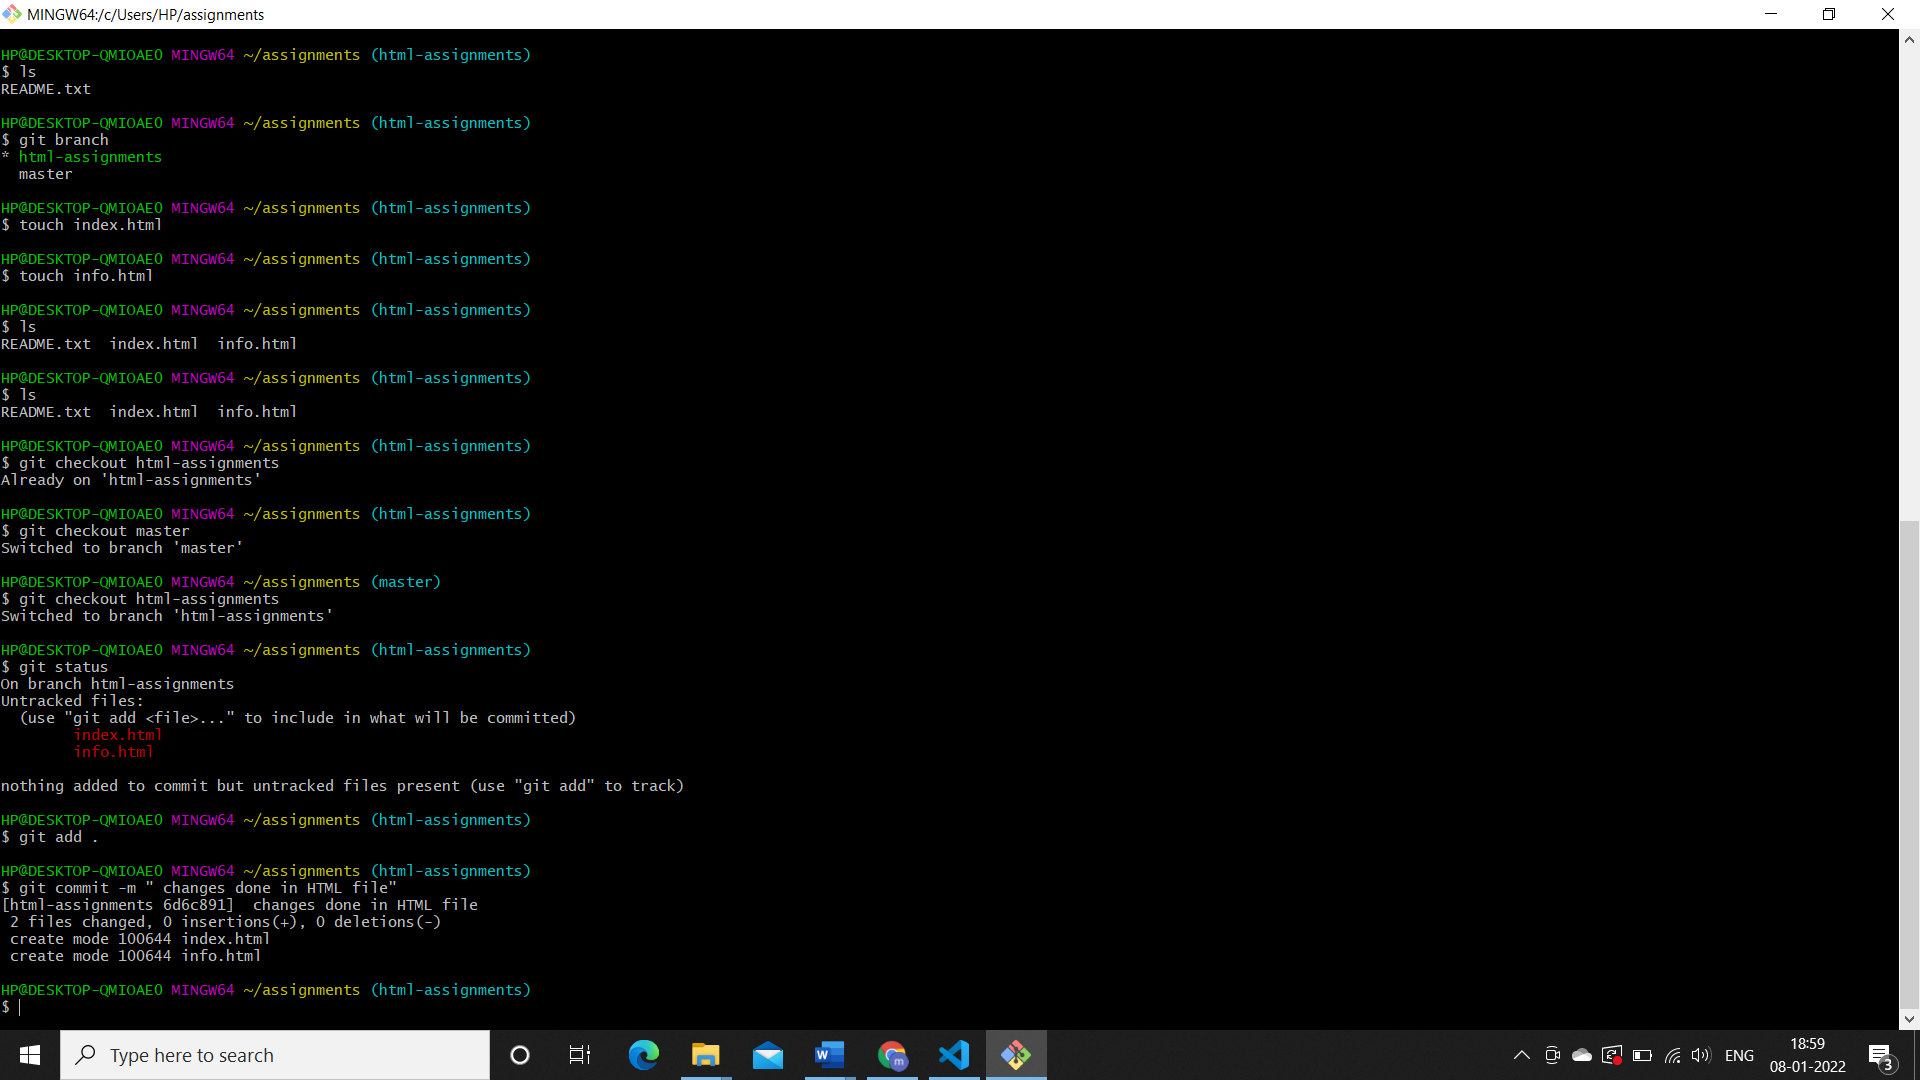 MINGW64:/c/Users/HP/assignments
HP@DESKTOP-QMIOAEO MINGW64 ~/assignments (html-assignments)
$ ls
README.txt
HP@DESKTOP-QMIOAEO MINGW64 ~/assignments (html-assignments)
$ git branch
* html-assignments
  master
HP@DESKTOP-QMIOAEO MINGW64 ~/assignments (html-assignments)
$ touch index.html
HP@DESKTOP-QMIOAEO MINGW64 ~/assignments (html-assignments)
$ touch info.html
HP@DESKTOP-QMIOAEO MINGW64 ~/assignments (html-assignments)
$ ls
README.txt  index.html  info.html
HP@DESKTOP-QMIOAEO MINGW64 ~/assignments (html-assignments)
$ ls
README.txt  index.html  info.html
HP@DESKTOP-QMIOAEO MINGW64 ~/assignments (html-assignments)
$ git checkout html-assignments
Already on 'html-assignments'
HP@DESKTOP-QMIOAEO MINGW64 ~/assignments (html-assignments)
$ git checkout master
Switched to branch 'master'
HP@DESKTOP-QMIOAEO MINGW64 ~/assignments (master)
$ git checkout html-assignments
Switched to branch 'html-assignments'
HP@DESKTOP-QMIOAEO MINGW64 ~/assignments (html-assignments)
$ git status
On branch html-assignments
Untracked files:
  (use "git add <file>..." to include in what will be committed)
        index.html
        info.html
nothing added to commit but untracked files present (use "git add" to track)
HP@DESKTOP-QMIOAEO MINGW64 ~/assignments (html-assignments)
$ git add .
HP@DESKTOP-QMIOAEO MINGW64 ~/assignments (html-assignments)
$ git commit -m " changes done in HTML file"
[html-assignments 6d6c891]  changes done in HTML file
 2 files changed, 0 insertions(+), 0 deletions(-)
 create mode 100644 index.html
 create mode 100644 info.html
HP@DESKTOP-QMIOAEO MINGW64 ~/assignments (html-assignments)
$
Type here to search
W
m
ENG
18:59
08-01-2022
3